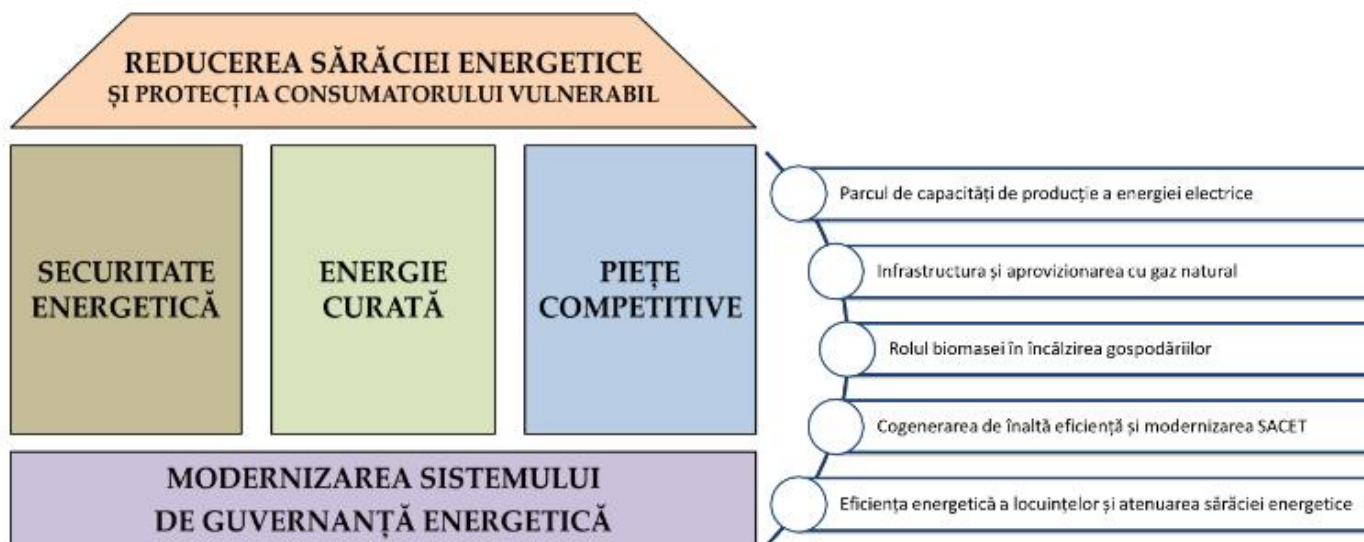 REDUCEREA SĂRĂCIEI ENERGETICE
ȘI PROTECȚIA CONSUMATORULUI VULNERABIL
SECURITATE
ENERGETICĂ
ENERGIE
CURATĂ
PIEȚE
COMPETITIVE
MODERNIZAREA SISTEMULUI
DE GUVERNANȚĂ ENERGETICĂ
Parcul de capacități de producție a energiei electrice
Infrastructura și aprovizionarea cu gaz natural
Rolul biomasei în încălzirea gospodăriilor
Cogenerarea de înaltă eficiență și modernizarea SACET
Eficiența energetică a locuințelor și atenuarea sărăciei energetice